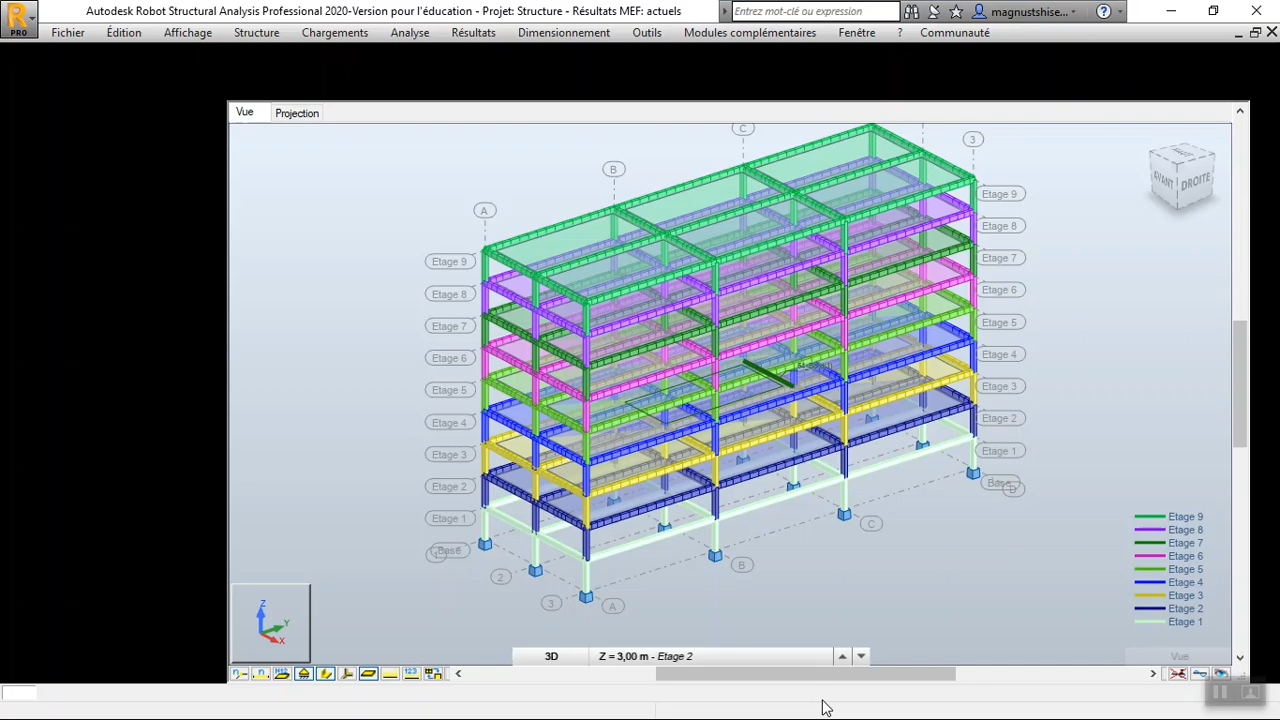 Autodesk Robot Structural Analysis Professional 2020-Version pour l'éducation - Projet: Structure - Résultats MEF: actuels
Entrez mot-clé ou expression
magnustshise...
?
PRO
Fichier Édition Affichage Structure Chargements Analyse Résultats Dimensionnement Outils Modules complémentaires Fenêtre ? Communauté
Vue Projection
AVANT DROITE
A B C 3
Etage 9 Etage 9
Etage 8 Etage 8
Etage 7 Etage 7
Etage 6 Etage 6
Etage 5 Etage 5
Etage 4 Etage 4
Etage 3 Etage 3
Etage 2 Etage 2
Etage 1 Etage 1
Base Base D
C
B
2
3 A
Etage 9
Etage 8
Etage 7
Etage 6
Etage 5
Etage 4
Etage 3
Etage 2
Etage 1
Z
Y
X
3D Z = 3,00 m - Etage 2
Vue